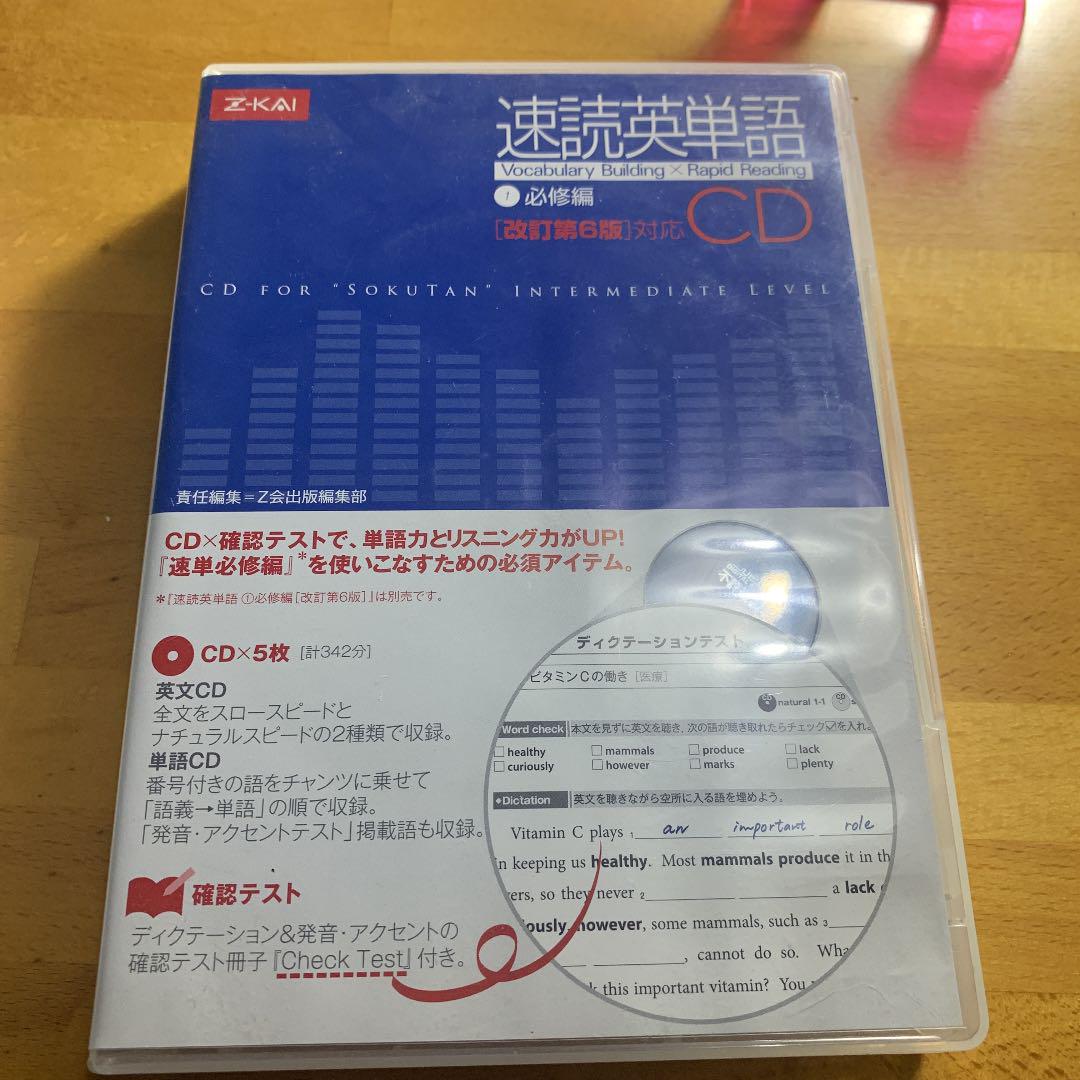 Z-KAI
速読英単語
Vocabulary Building×Rapid Reading
1 必修編
[改訂第6版]対応 CD
CD FOR "SOKUTAN" INTERMEDIATE LEVEL
責任編集=Z会出版編集部
CD×確認テストで、単語力とリスニング力がUP!
『速単必修編』*を使いこなすための必須アイテム。
*『速読英単語①必修編[改訂第6版]』は別売です。
CD×5枚 [計342分]
英文CD
全文をスロースピードと
ナチュラルスピードの2種類で収録。
単語CD
番号付きの語をチャンツに乗せて
「語義→単語」の順で収録。
「発音・アクセントテスト」掲載語も収録。
確認テスト
ディクテーション&発音・アクセントの
確認テスト冊子『Check Test』付き。
ディクテーションテスト
ビタミンCの働き [医療]
CD natural 1-1 CD s
Word check 本文を見ずに英文を聴き、次の語が聴き取れたらチェック☑を入れ。
□ healthy □ mammals □ produce □ lack
□ curiously □ however □ marks □ plenty
◆Dictation 英文を聴きながら空所に入る語を埋めよう。
Vitamin C plays 1 an important role
in keeping us healthy. Most mammals produce it in th
ers, so they never 2 a lack
ously, however, some mammals, such as 3
, cannot do so. Wha
k this important vitamin? You